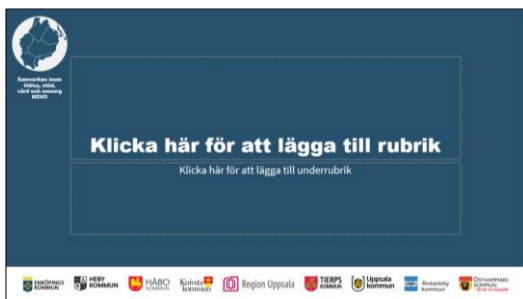 Samverkan inom
Hälsa, stöd,
vård och omsorg
HSVO
Klicka här för att lägga till rubrik
Klicka här för att lägga till underrubrik
ENKÖPINGS
KOMMUN
HEBY
KOMMUN
HÅBO
KOMMUN
Knivsta
kommun
Region Uppsala
TIERPS
KOMMUN
Uppsala
kommun
Älvkarleby
kommun
ÖSTHAMMARS
KOMMUN